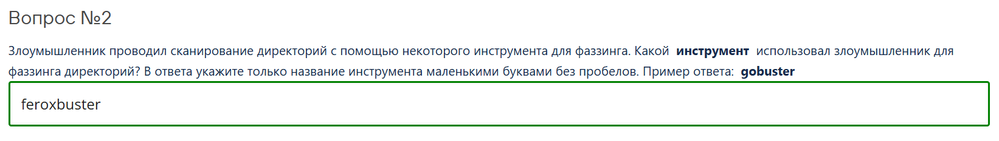 Вопрос №2
Злоумышленник проводил сканирование директорий с помощью некоторого инструмента для фаззинга. Какой инструмент использовал злоумышленник для
фаззинга директорий? В ответа укажите только название инструмента маленькими буквами без пробелов. Пример ответа: gobuster
feroxbuster